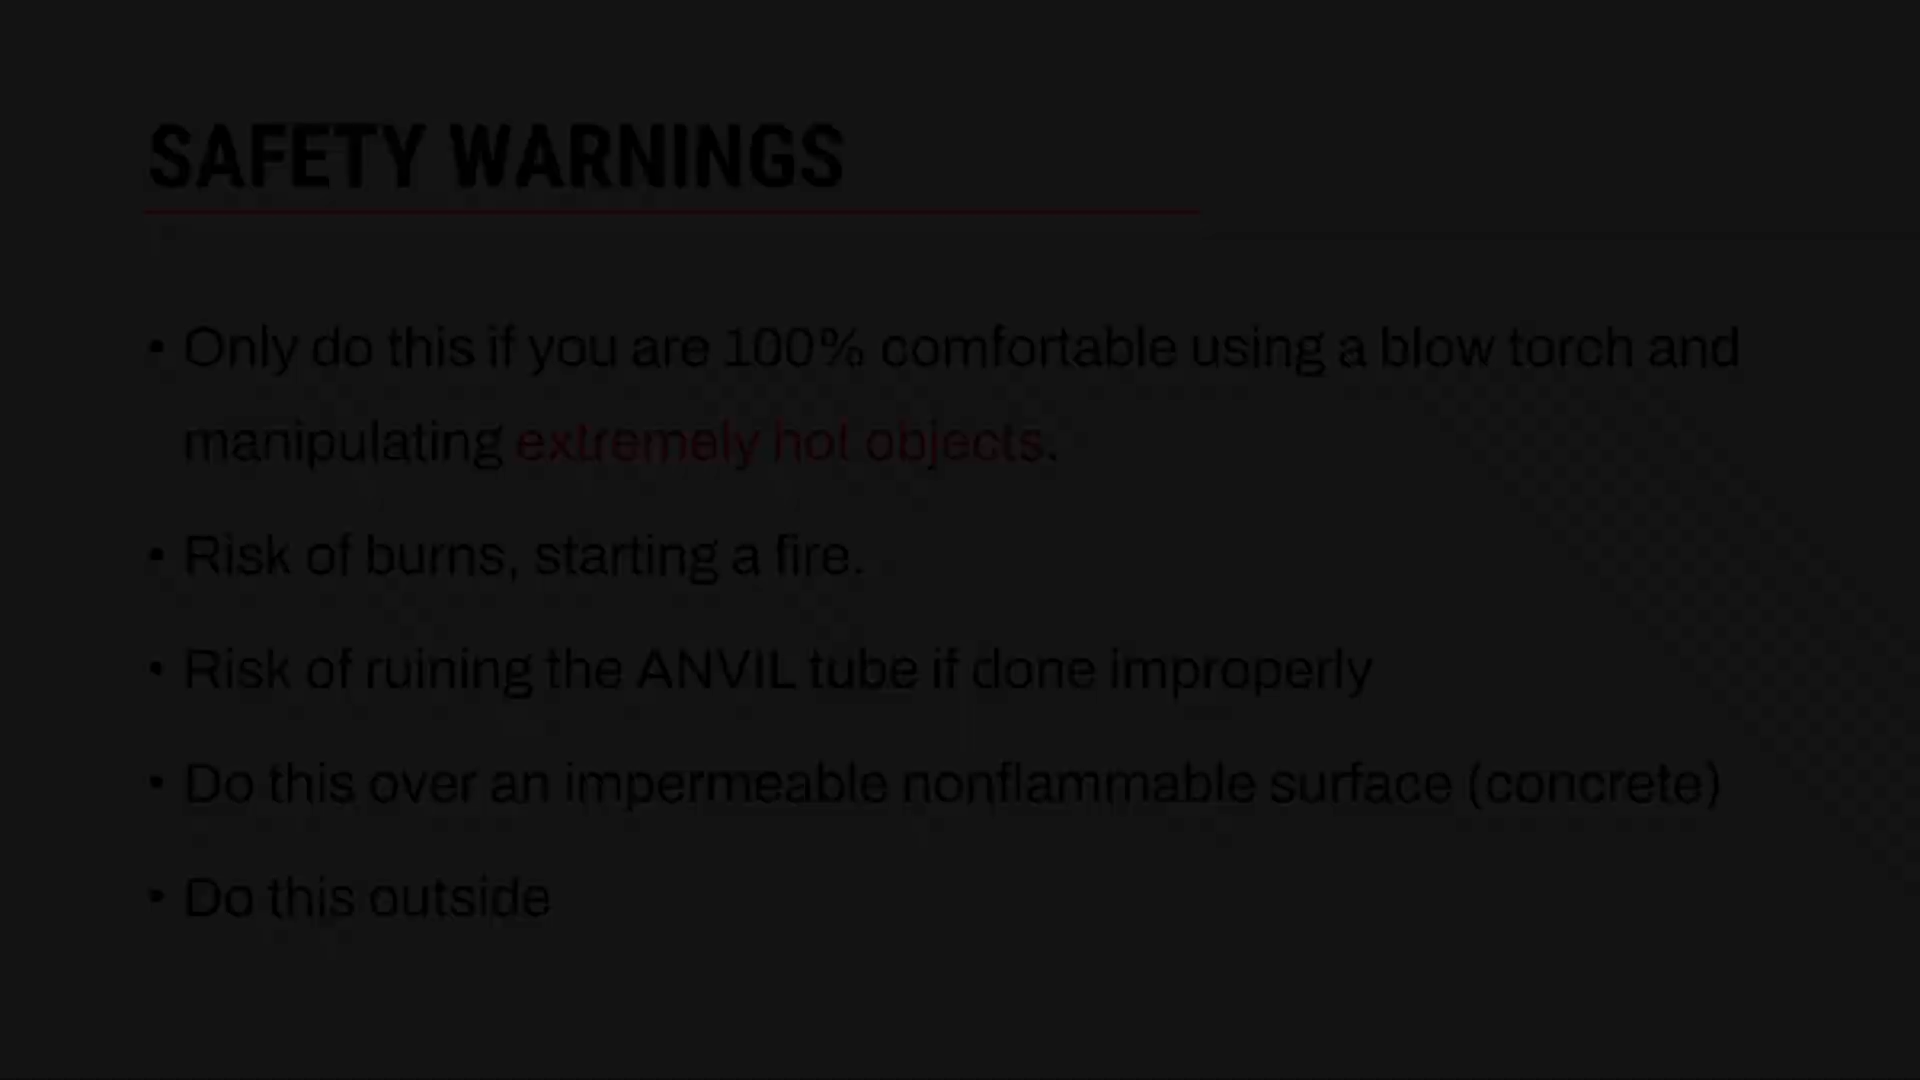 SAFETY WARNINGS
• Only do this if you are 100% comfortable using a blow torch and
manipulating extremely hot objects.
• Risk of burns, starting a fire.
• Risk of ruining the ANVIL tube if done improperly
• Do this over an impermeable nonflammable surface (concrete)
• Do this outside